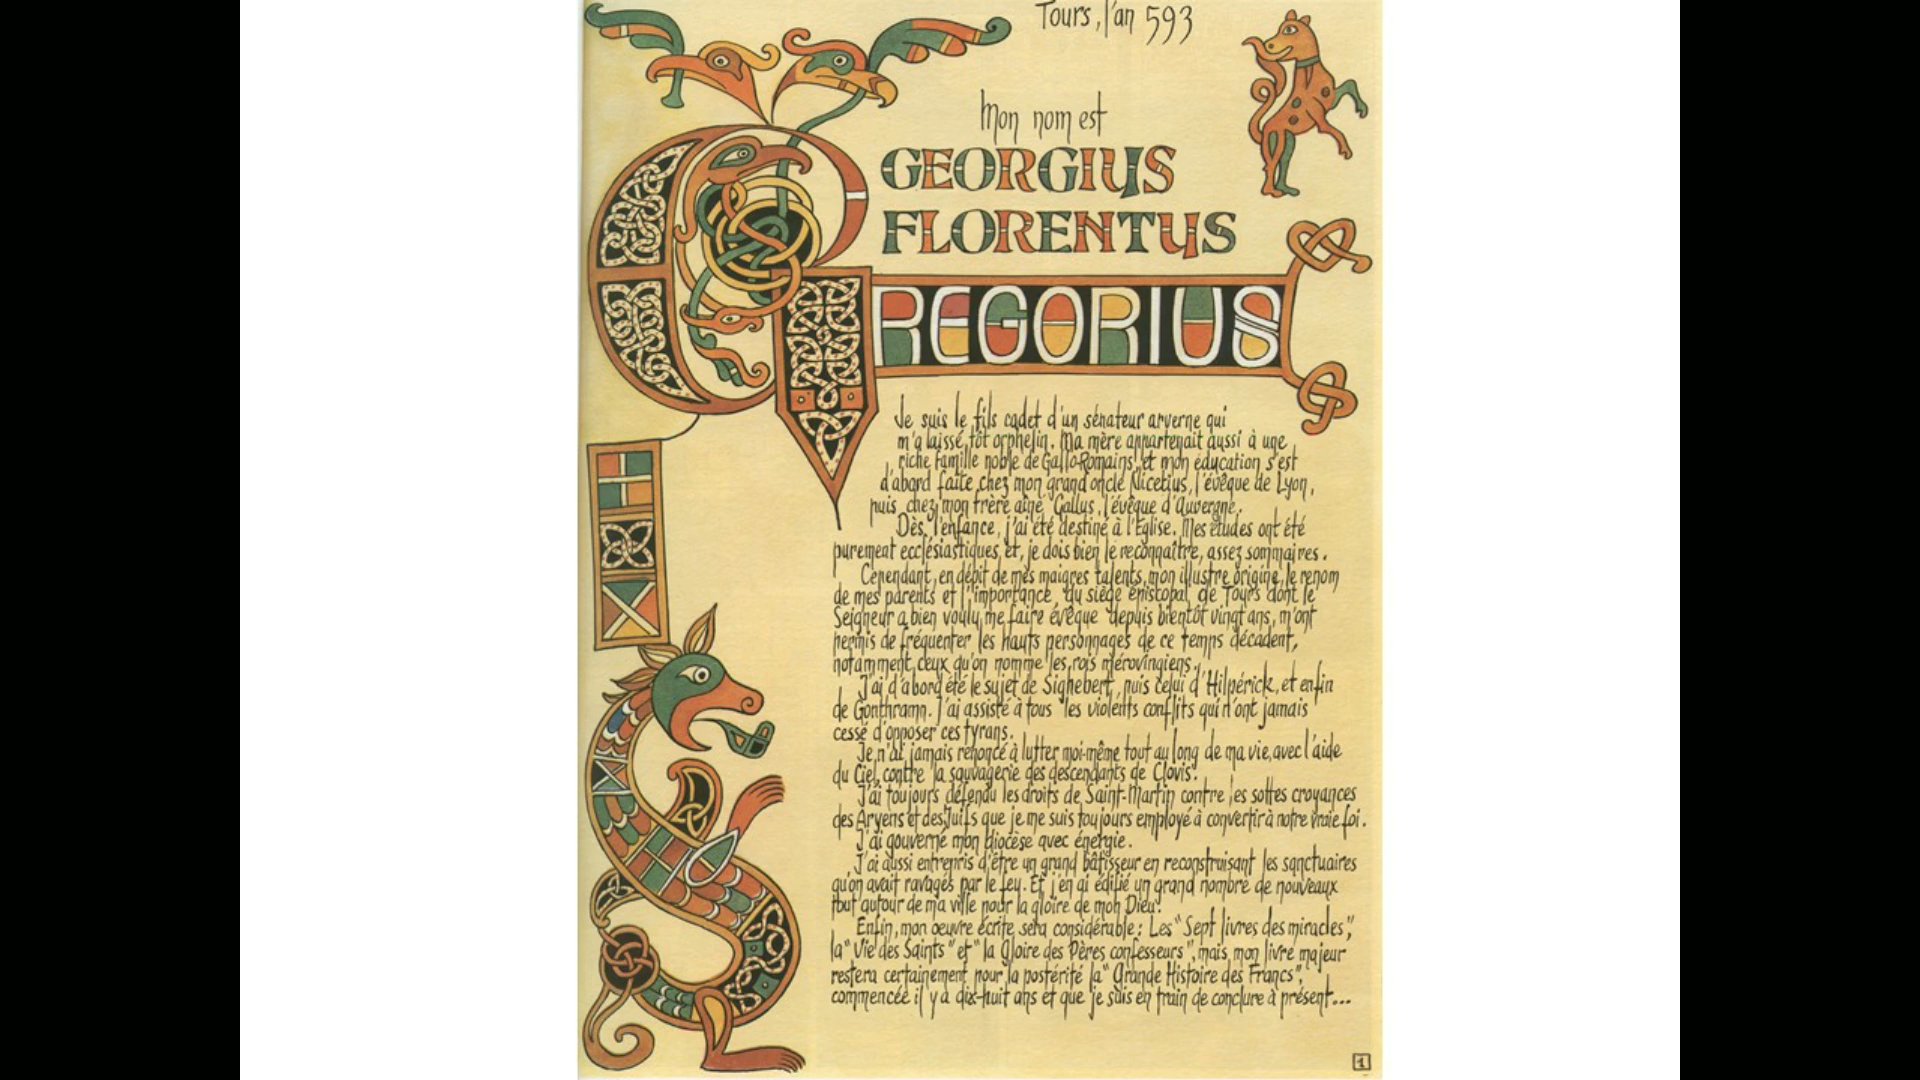 Tours, l'an 593
Mon nom est
GEORGIUS
FLORENTUS
GREGORIUS
Je suis le fils cadet d'un sénateur arverne qui
m'a laissé tôt orphelin. Ma mère appartenait aussi à une
riche famille noble de Gallo-Romains, et mon éducation s'est
d'abord faite chez mon grand oncle Nicetius, l'évêque de Lyon,
puis chez mon frère aîné Gallus, l'évêque d'Auvergne.
Dès l'enfance, j'ai été destiné à l'Église. Mes études ont été
purement ecclésiastiques, et, je dois bien le reconnaître, assez sommaires.
Cependant, en dépit de mes maigres talents, mon illustre origine, le renom
de mes parents et l'importance du siège épiscopal de Tours dont le
Seigneur a bien voulu me faire évêque depuis bientôt vingt ans, m'ont
permis de fréquenter les hauts personnages de ce temps décadent,
notamment ceux qu'on nomme les rois mérovingiens.
J'ai d'abord été le sujet de Sighebert, puis celui d'Hilpérick, et enfin
de Gonthramn. J'ai assisté à tous les violents conflits qui n'ont jamais
cessé d'opposer ces tyrans.
Je n'ai jamais renoncé à lutter moi-même tout au long de ma vie, avec l'aide
du Ciel, contre la sauvagerie des descendants de Clovis.
J'ai toujours défendu les droits de Saint-Martin contre les sottes croyances
des Aryens et des Juifs que je me suis toujours employé à convertir à notre vraie foi.
J'ai gouverné mon diocèse avec énergie.
J'ai aussi entrepris d'être un grand bâtisseur en reconstruisant les sanctuaires
qu'on avait ravagés par le feu. Et j'en ai édifié un grand nombre de nouveaux
tout autour de ma ville pour la gloire de mon Dieu.
Enfin, mon oeuvre écrite sera considérable : Les "Sept livres des miracles",
la "Vie des Saints" et "la Gloire des Pères confesseurs", mais mon livre majeur
restera certainement pour la postérité la "Grande Histoire des Francs",
commencée il y a dix-huit ans et que je suis en train de conclure à présent...
1